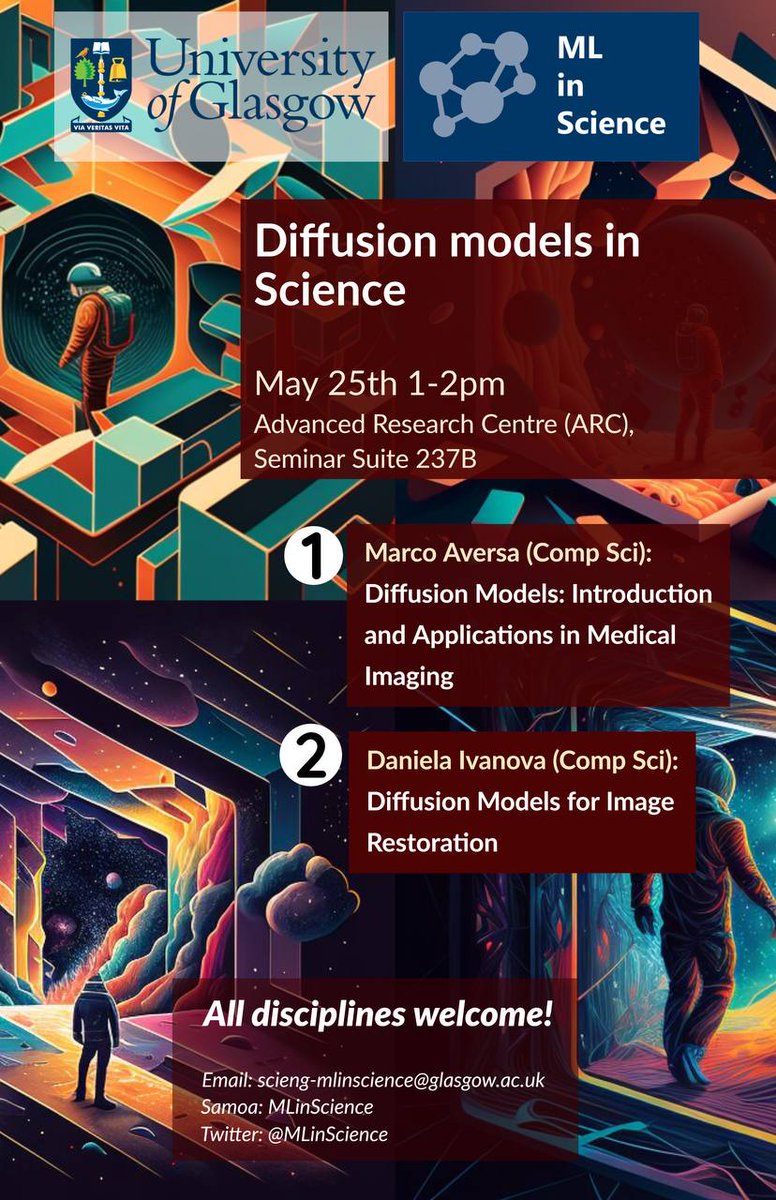 University
of Glasgow
VIA VERITAS VITA
ML
in
Science
Diffusion models in
Science
May 25th 1-2pm
Advanced Research Centre (ARC),
Seminar Suite 237B
1
Marco Aversa (Comp Sci):
Diffusion Models: Introduction
and Applications in Medical
Imaging
2
Daniela Ivanova (Comp Sci):
Diffusion Models for Image
Restoration
All disciplines welcome!
Email: scieng-mlinscience@glasgow.ac.uk
Samoa: MLinScience
Twitter: @MLinScience